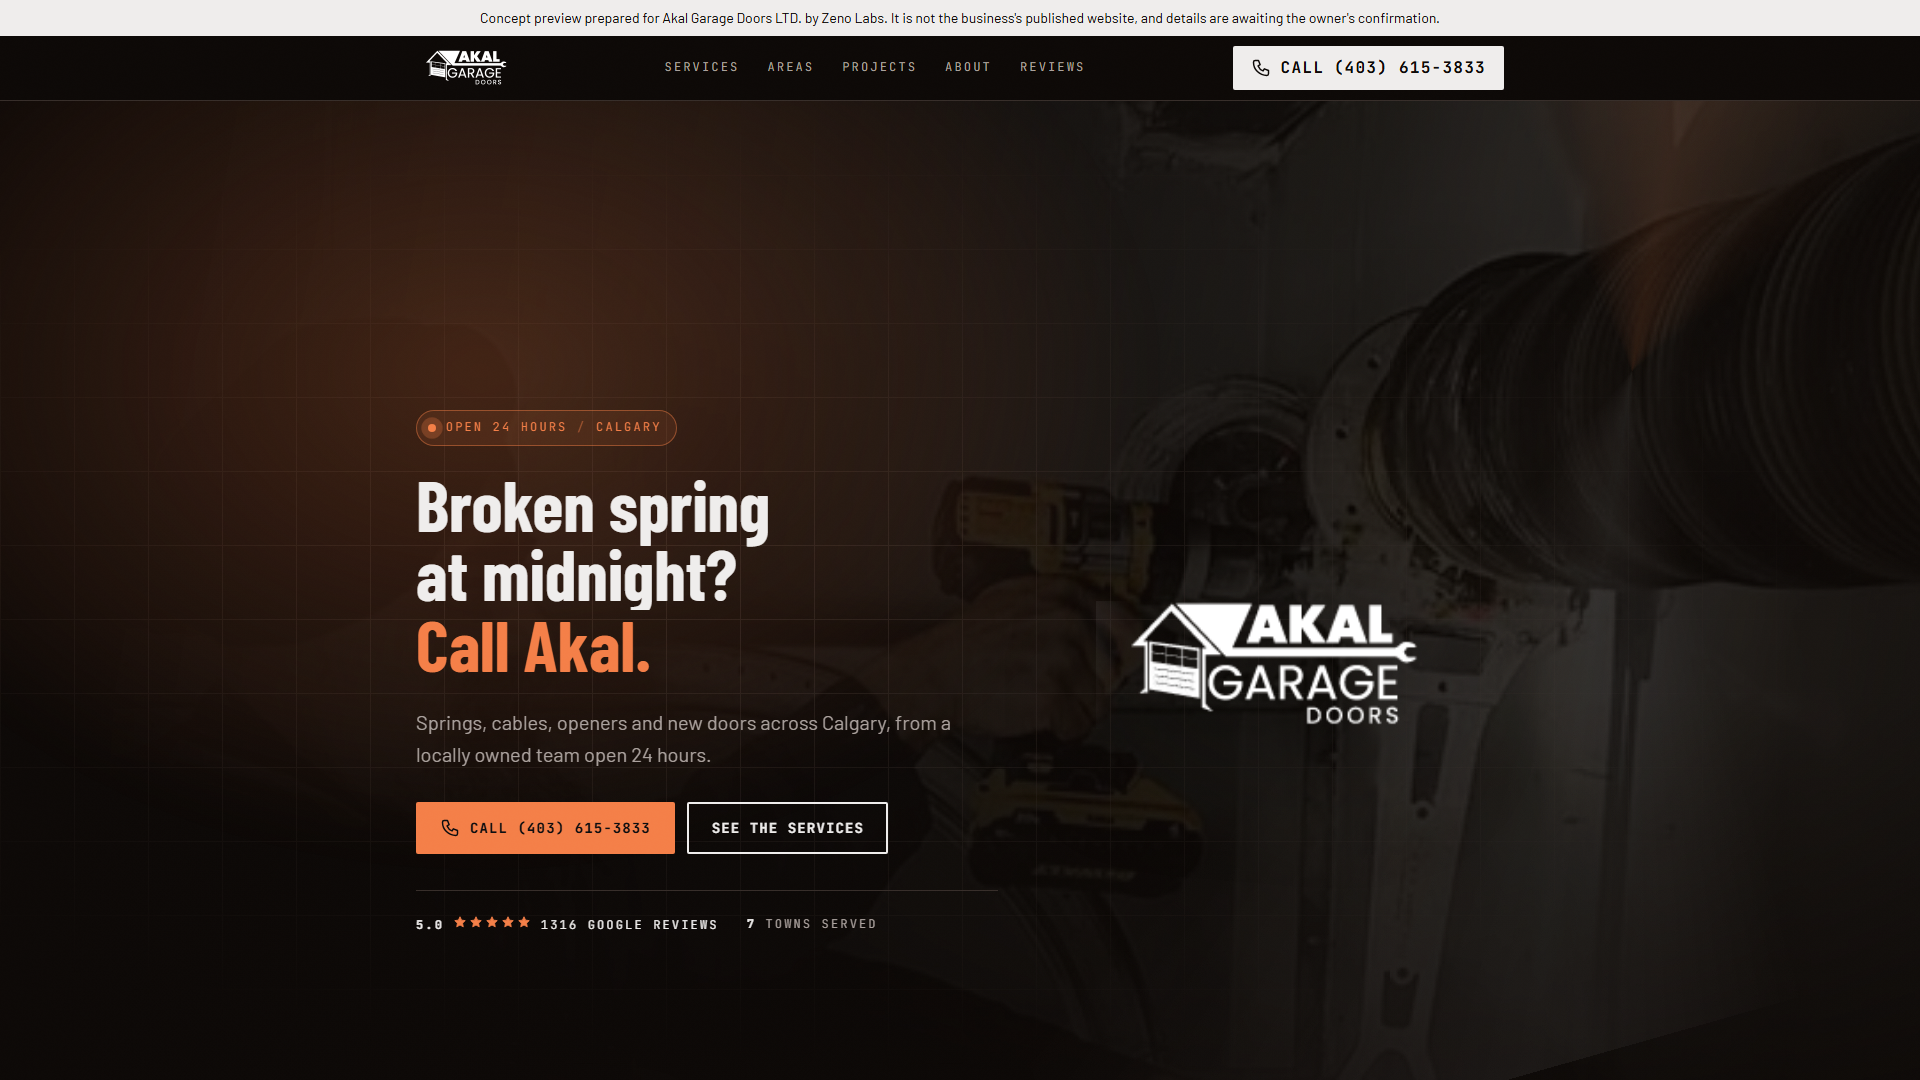 Concept preview prepared for Akal Garage Doors LTD. by Zeno Labs. It is not the business's published website, and details are awaiting the owner's confirmation.
AKAL
GARAGE
DOORS
SERVICES
AREAS
PROJECTS
ABOUT
REVIEWS
CALL (403) 615-3833
OPEN 24 HOURS / CALGARY
Broken spring
at midnight?
Call Akal.
Springs, cables, openers and new doors across Calgary, from a
locally owned team open 24 hours.
CALL (403) 615-3833
SEE THE SERVICES
5.0 ★★★★★ 1316 GOOGLE REVIEWS
7 TOWNS SERVED
AKAL
GARAGE
DOORS